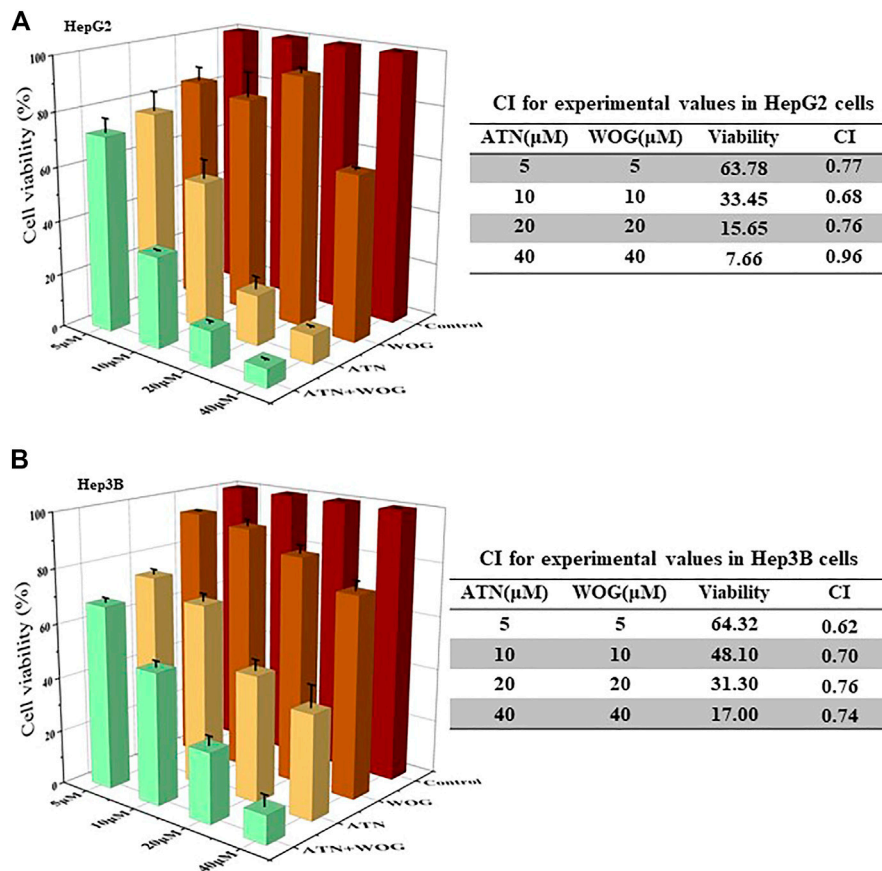 A
HepG2
100
80
60
40
20
0
Cell viability (%)
5μM
10μM
20μM
40μM
Control
WOG
ATN
ATN+WOG
CI for experimental values in HepG2 cells
ATN(μM) WOG(μM) Viability CI
5 5 63.78 0.77
10 10 33.45 0.68
20 20 15.65 0.76
40 40 7.66 0.96
B
Hep3B
100
80
60
40
20
0
Cell viability (%)
5μM
10μM
20μM
40μM
Control
WOG
ATN
ATN+WOG
CI for experimental values in Hep3B cells
ATN(μM) WOG(μM) Viability CI
5 5 64.32 0.62
10 10 48.10 0.70
20 20 31.30 0.76
40 40 17.00 0.74